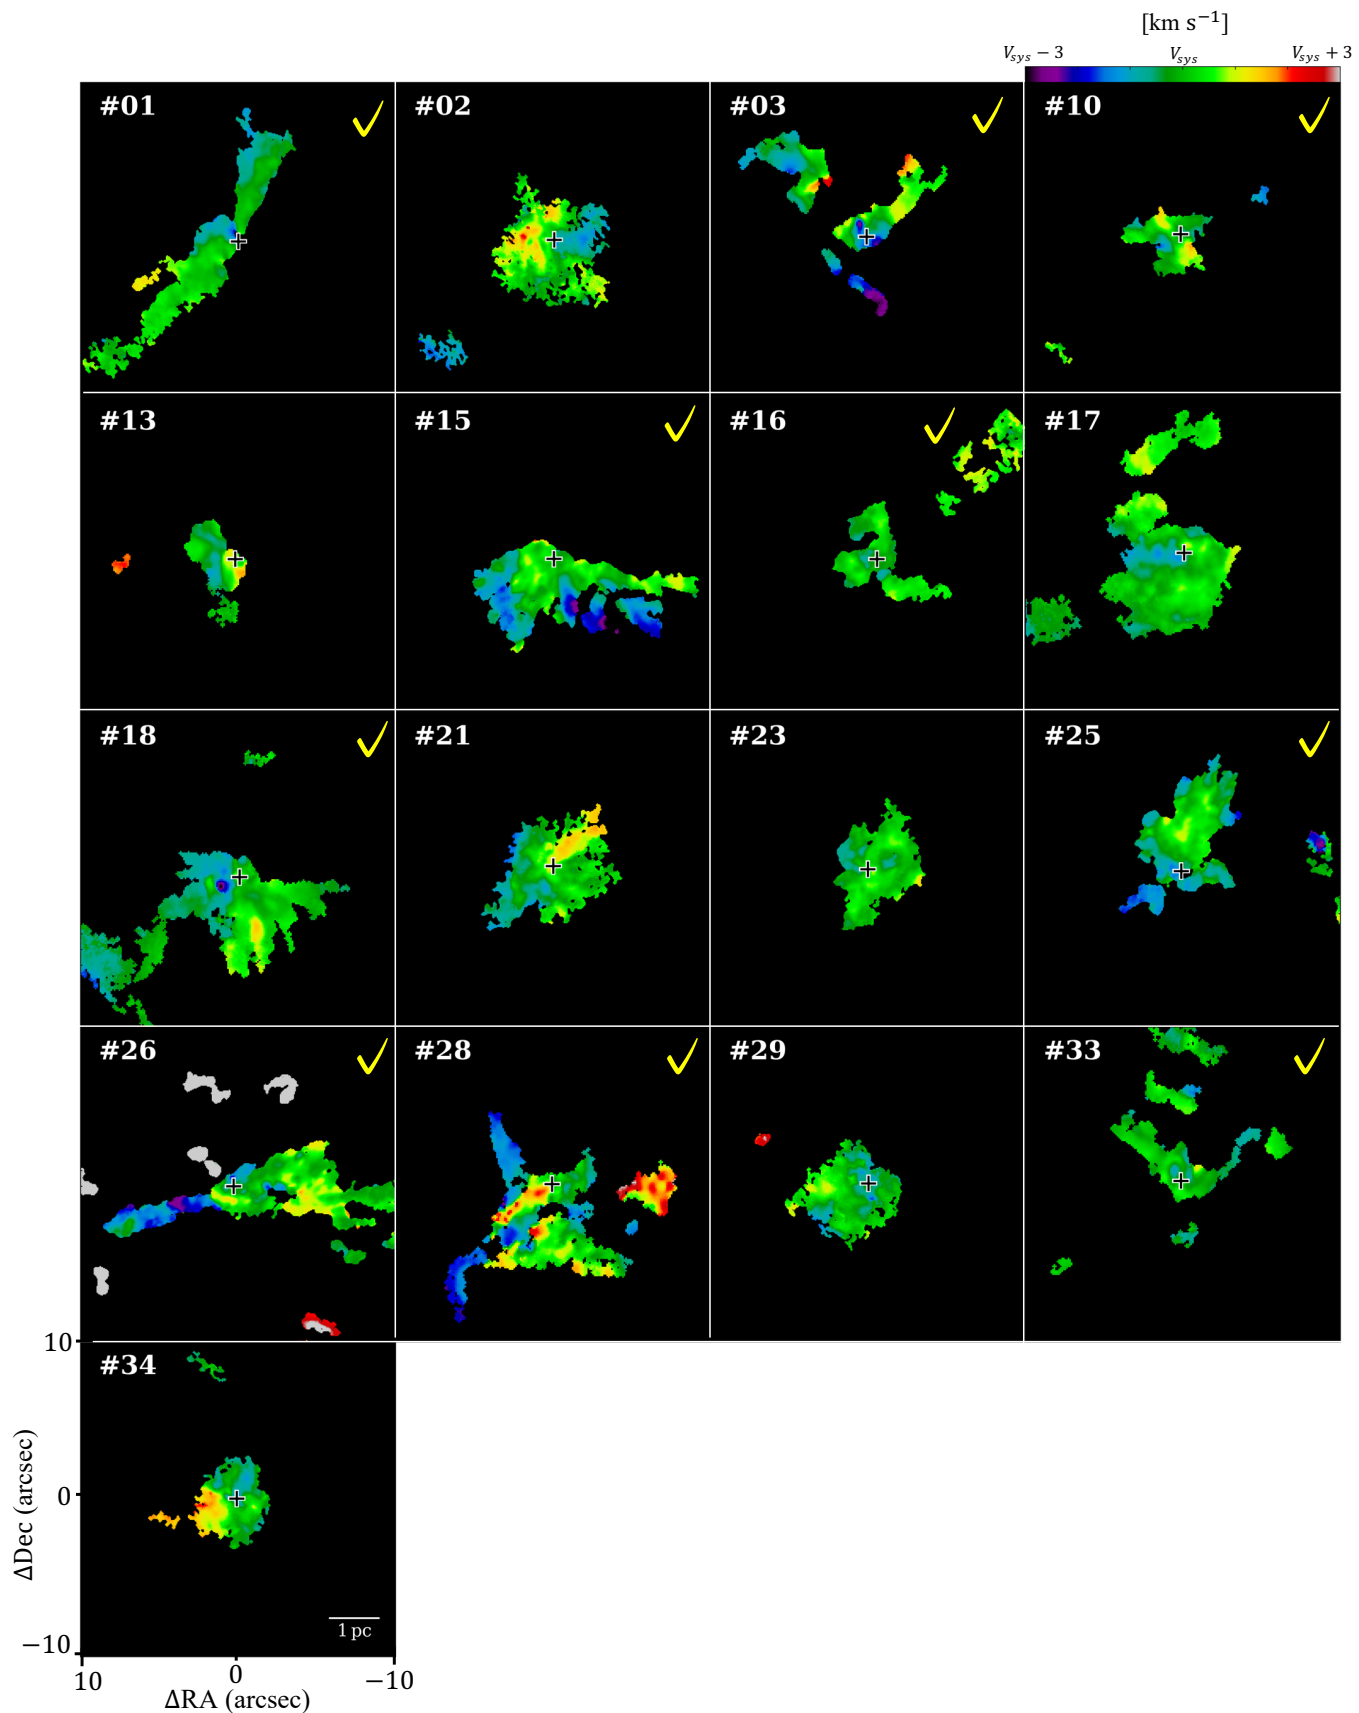 [km s⁻¹]
V_sys − 3 V_sys V_sys + 3
#01 #02 #03 #10
#13 #15 #16 #17
#18 #21 #23 #25
#26 #28 #29 #33
10
#34
ΔDec (arcsec)
0
1 pc
−10
10 0 −10
ΔRA (arcsec)